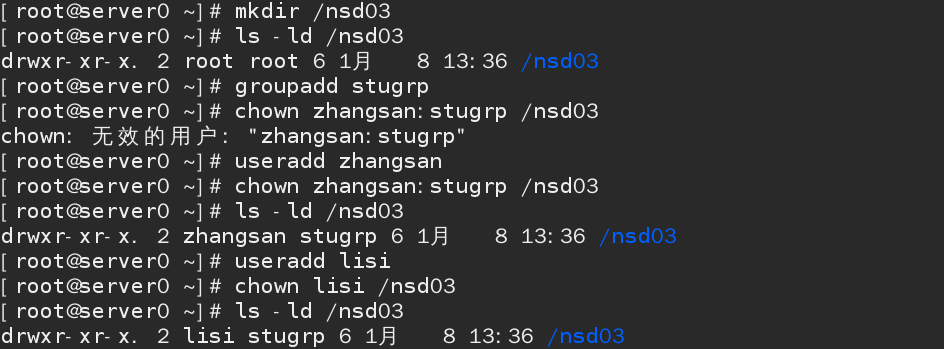 [root@server0 ~]# mkdir /nsd03
[root@server0 ~]# ls -ld /nsd03
drwxr-xr-x. 2 root root 6 1月   8 13:36 /nsd03
[root@server0 ~]# groupadd stugrp
[root@server0 ~]# chown zhangsan:stugrp /nsd03
chown: 无效的用户: "zhangsan:stugrp"
[root@server0 ~]# useradd zhangsan
[root@server0 ~]# chown zhangsan:stugrp /nsd03
[root@server0 ~]# ls -ld /nsd03
drwxr-xr-x. 2 zhangsan stugrp 6 1月   8 13:36 /nsd03
[root@server0 ~]# useradd lisi
[root@server0 ~]# chown lisi /nsd03
[root@server0 ~]# ls -ld /nsd03
drwxr-xr-x. 2 lisi stugrp 6 1月   8 13:36 /nsd03